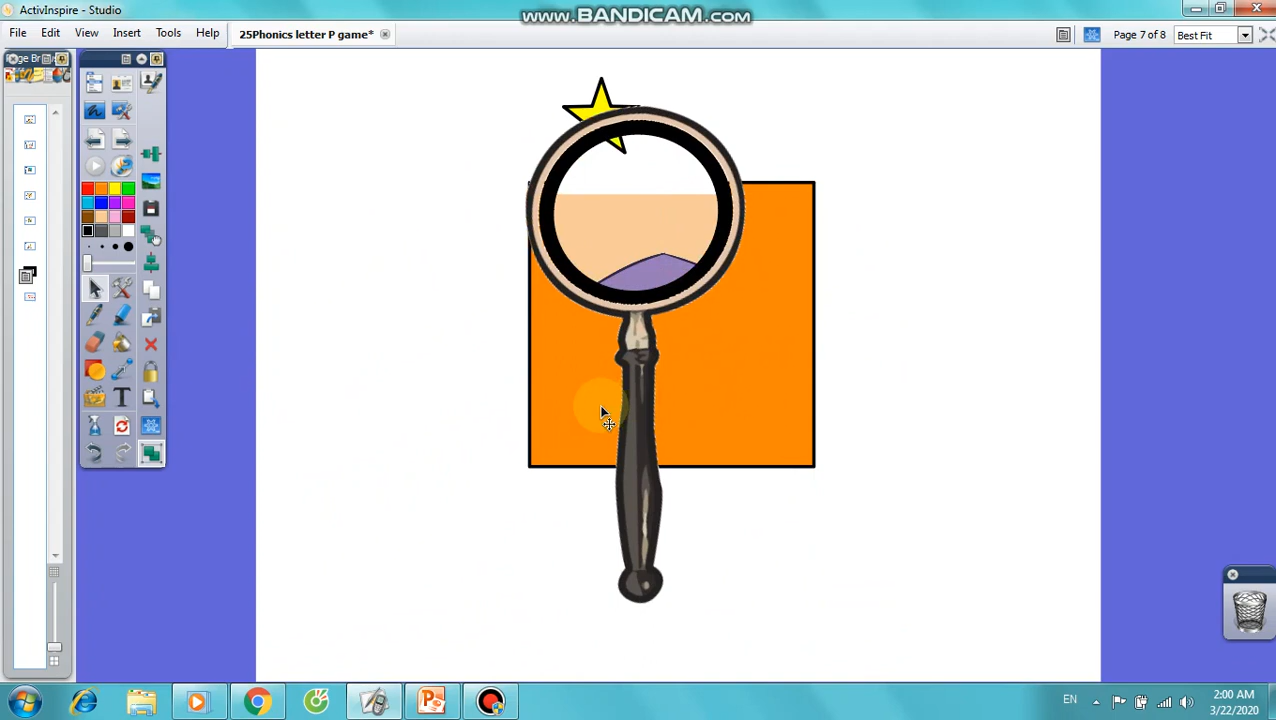 ActivInspire - Studio
www.BANDICAM.com
File Edit View Insert Tools Help
25Phonics letter P game*
Page 7 of 8
Best Fit
EN
2:00 AM
3/22/2020